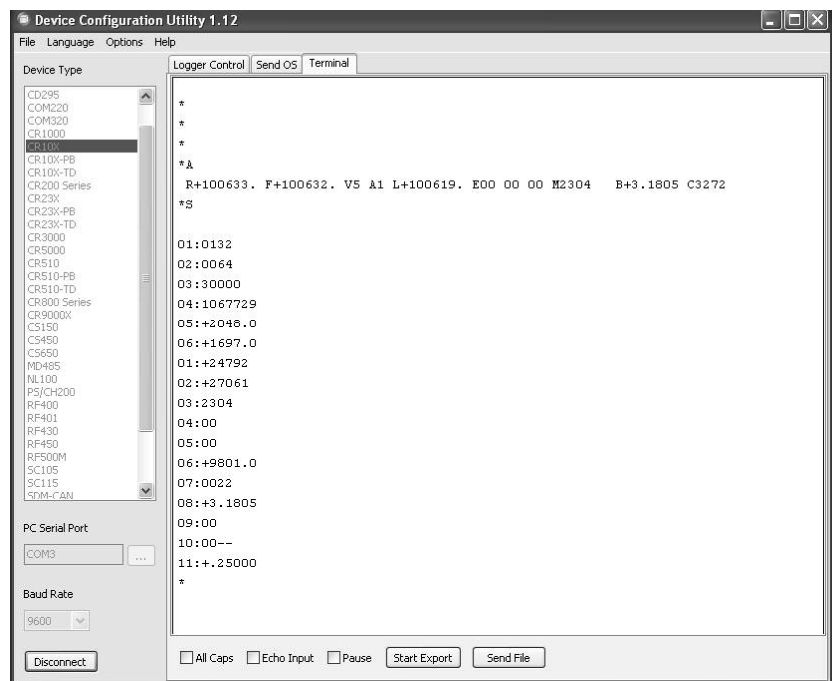 Device Configuration Utility 1.12
File Language Options Help
Device Type
CD295
COM220
COM320
CR1000
CR10X
CR10X-PB
CR10X-TD
CR200 Series
CR23X
CR23X-PB
CR23X-TD
CR3000
CR5000
CR510
CR510-PB
CR510-TD
CR800 Series
CR9000X
CS150
CS450
CS650
MD485
NL100
PS/CH200
RF400
RF401
RF430
RF450
RF500M
SC105
SC115
SDM-CAN
PC Serial Port
COM3
...
Baud Rate
9600
Disconnect
Logger Control Send OS Terminal
*
*
*
*A
R+100633. F+100632. V5 A1 L+100619. E00 00 00 M2304 B+3.1805 C3272
*S
01:0132
02:0064
03:30000
04:1067729
05:+2048.0
06:+1697.0
01:+24792
02:+27061
03:2304
04:00
05:00
06:+9801.0
07:0022
08:+3.1805
09:00
10:00--
11:+.25000
*
All Caps Echo Input Pause Start Export Send File